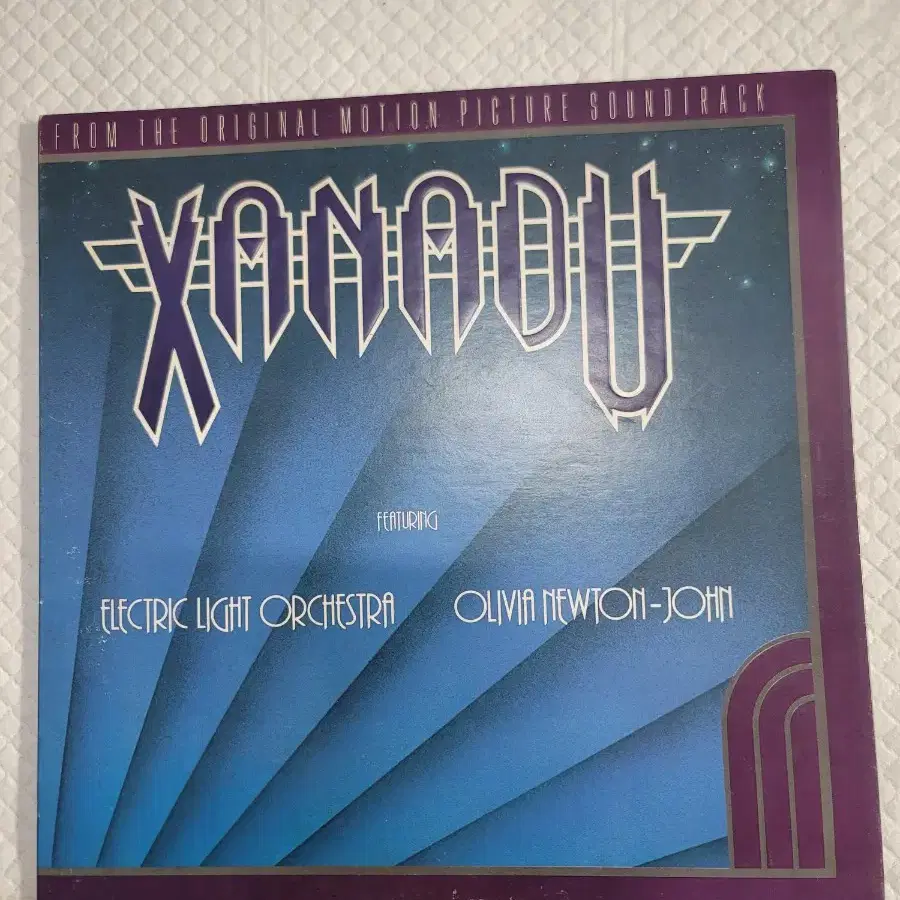 FROM THE ORIGINAL MOTION PICTURE SOUNDTRACK
XANADU
FEATURING
ELECTRIC LIGHT ORCHESTRA
OLIVIA NEWTON-JOHN